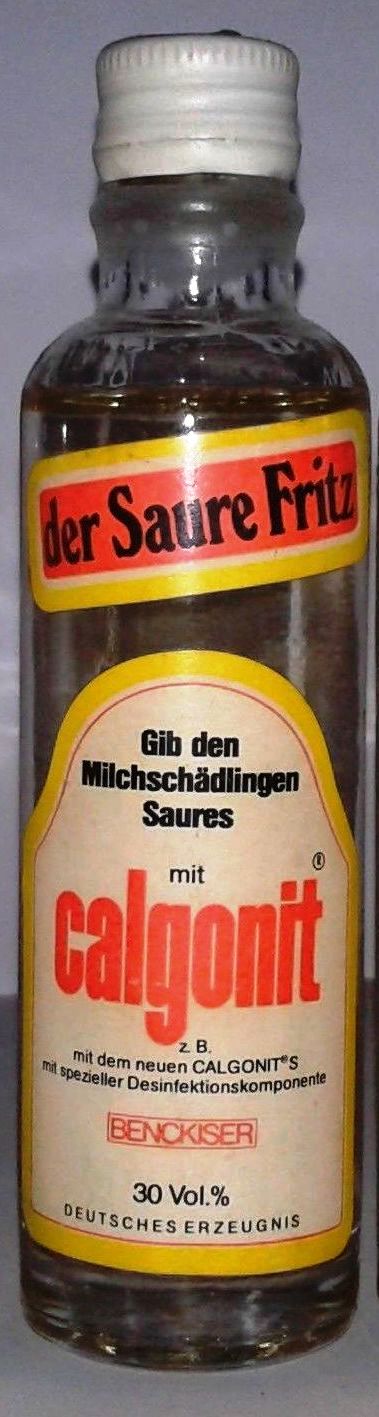 der Saure Fritz
Gib den
Milchschädlingen
Saures
mit
calgonit®
z. B.
mit dem neuen CALGONIT®S
mit spezieller Desinfektionskomponente
BENCKISER
30 Vol.%
DEUTSCHES ERZEUGNIS